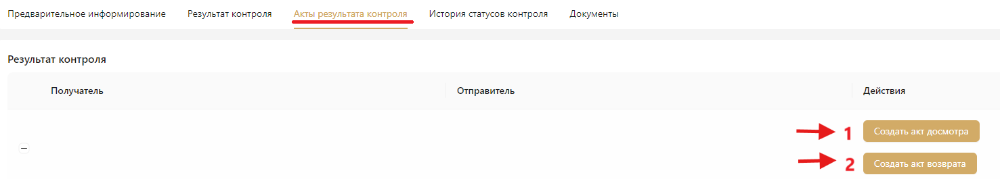 Предварительное информирование Результат контроля Акты результата контроля История статусов контроля Документы
Результат контроля
Получатель Отправитель Действия
1 Создать акт досмотра
2 Создать акт возврата